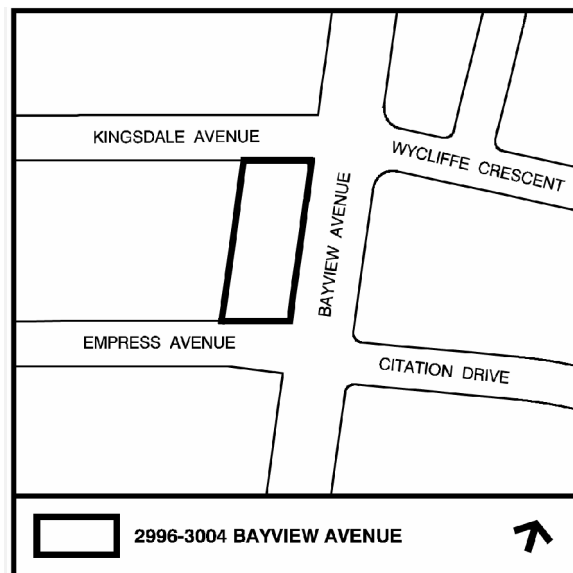 KINGSDALE AVENUE
WYCLIFFE CRESCENT
BAYVIEW AVENUE
EMPRESS AVENUE
CITATION DRIVE
2996-3004 BAYVIEW AVENUE